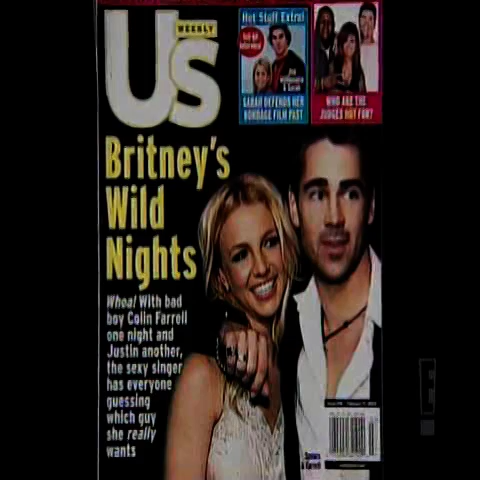 Us
WEEKLY
Hot Stuff Extra!
SARAH DEFENDS HER
BONDAGE FILM PAST
WHO ARE THE
JUDGES HOT FOR?
Britney's
Wild
Nights
Whoa! With bad
boy Colin Farrell
one night and
Justin another,
the sexy singer
has everyone
guessing
which guy
she really
wants
E!